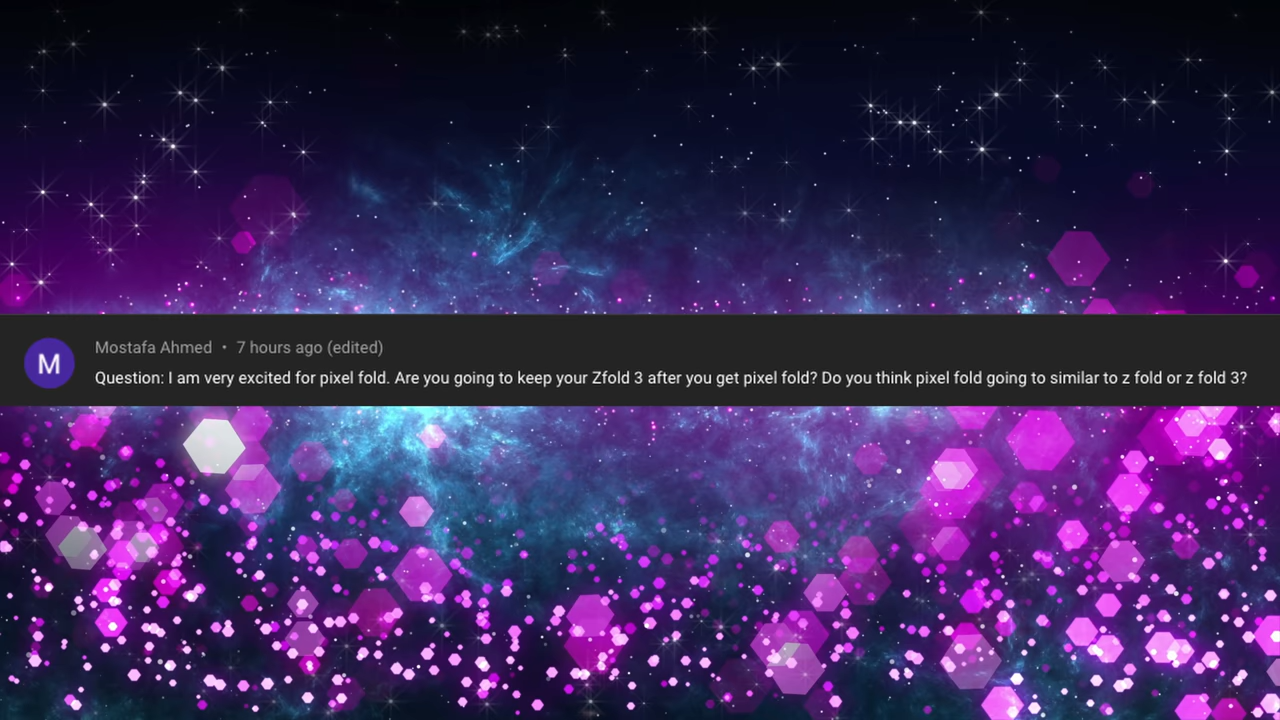 M
Mostafa Ahmed • 7 hours ago (edited)
Question: I am very excited for pixel fold. Are you going to keep your Zfold 3 after you get pixel fold? Do you think pixel fold going to similar to z fold or z fold 3?